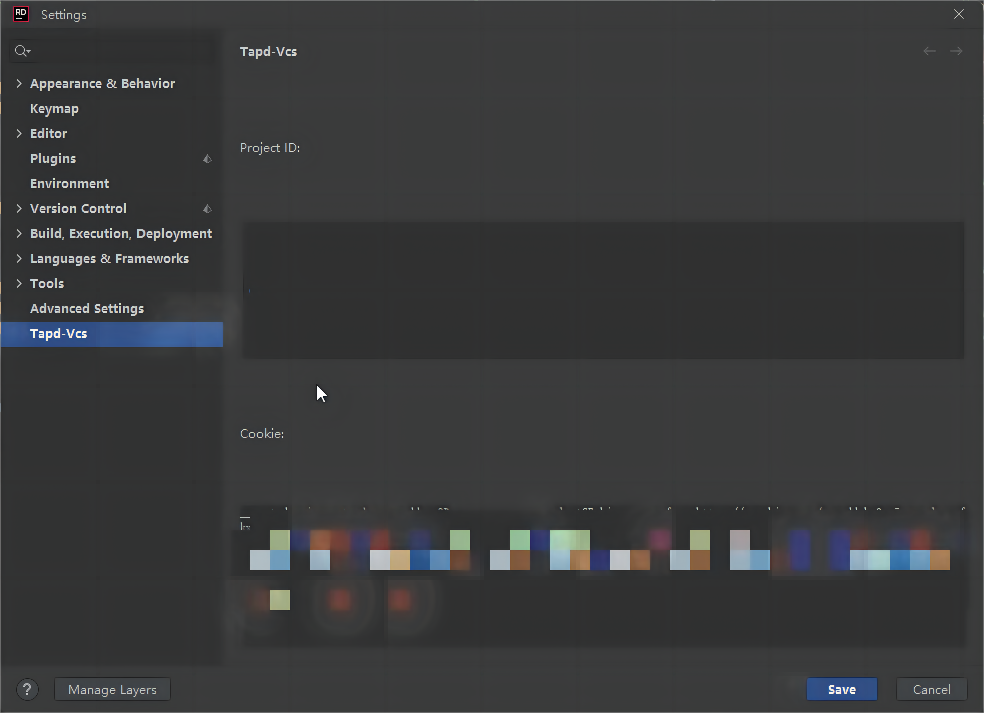 RD Settings
Tapd-Vcs
Appearance & Behavior
Keymap
Editor
Plugins
Environment
Version Control
Build, Execution, Deployment
Languages & Frameworks
Tools
Advanced Settings
Tapd-Vcs
Project ID:
Cookie:
? Manage Layers
Save
Cancel